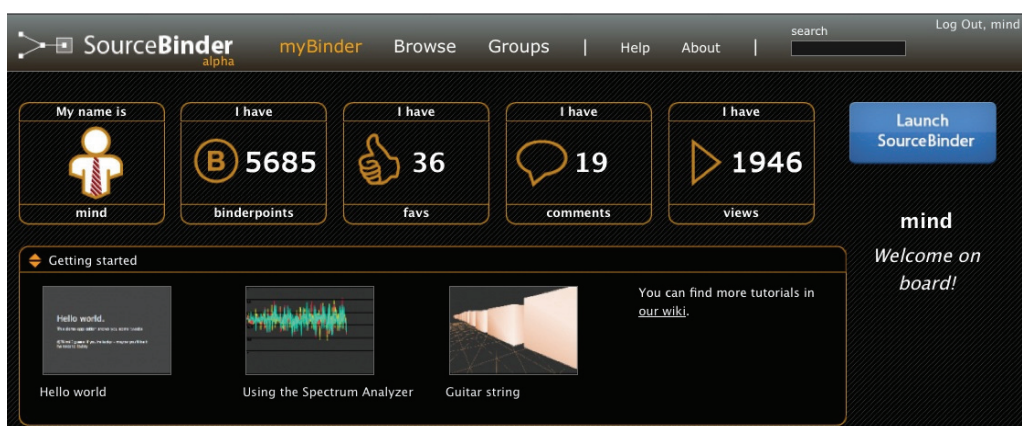 SourceBinder
alpha
myBinder Browse Groups | Help About |
search
Log Out, mind
My name is
mind
I have
B 5685
binderpoints
I have
36
favs
I have
19
comments
I have
1946
views
Launch
SourceBinder
mind
Welcome on
board!
Getting started
Hello world.
Hello world
Using the Spectrum Analyzer
Guitar string
You can find more tutorials in
our wiki.